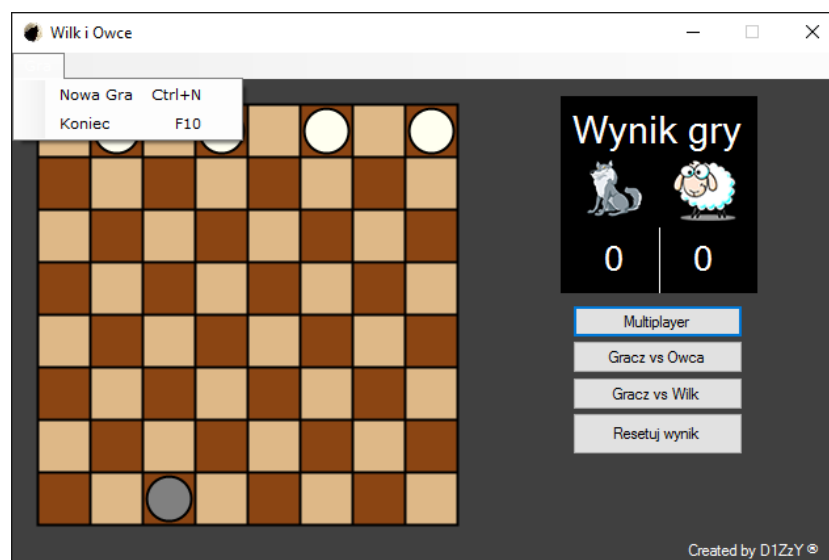 Wilk i Owce
Nowa Gra Ctrl+N
Koniec F10
Wynik gry
0 0
Multiplayer
Gracz vs Owca
Gracz vs Wilk
Resetuj wynik
Created by D1ZzY ®